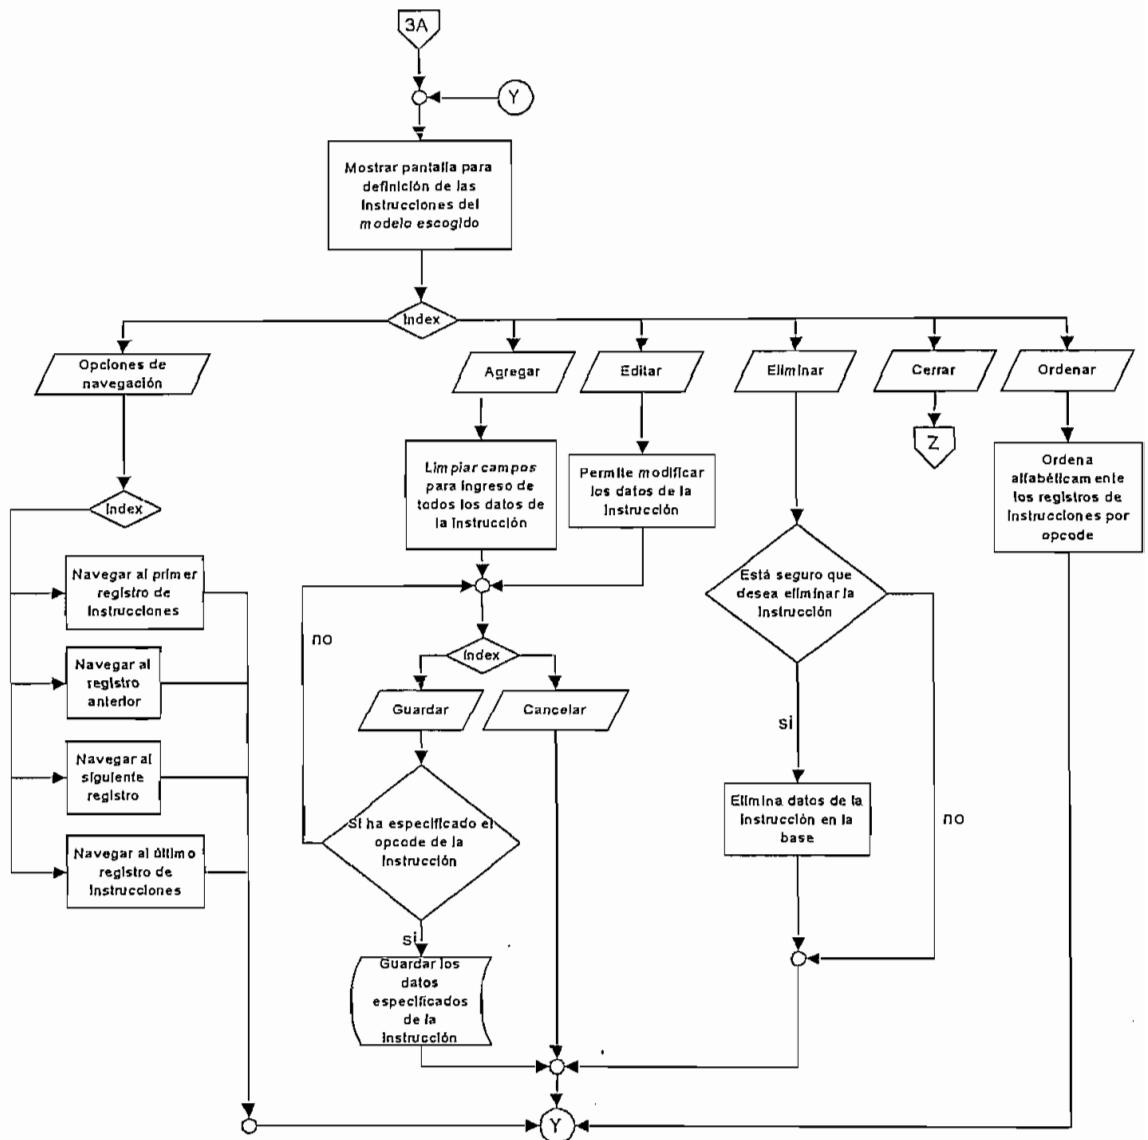 3A
Y
Mostrar pantalla para
definición de las
Instrucciones del
modelo escogido
Index
Opciones de
navegación
Agregar
Editar
Eliminar
Cerrar
Ordenar
Z
Limpiar campos
para ingreso de
todos los datos de
la Instrucción
Permite modificar
los datos de la
Instrucción
Ordena
alfabéticamente
los registros de
Instrucciones por
opcode
Index
Navegar al primer
registro de
Instrucciones
Navegar al
registro
anterior
Navegar al
siguiente
registro
Navegar al último
registro de
Instrucciones
no
Index
Guardar
Cancelar
Si ha especificado el
opcode de la
Instrucción
si
Guardar los
datos
especificados
de la
Instrucción
Está seguro que
desea eliminar la
Instrucción
si
no
Elimina datos de la
Instrucción en la
base
Y